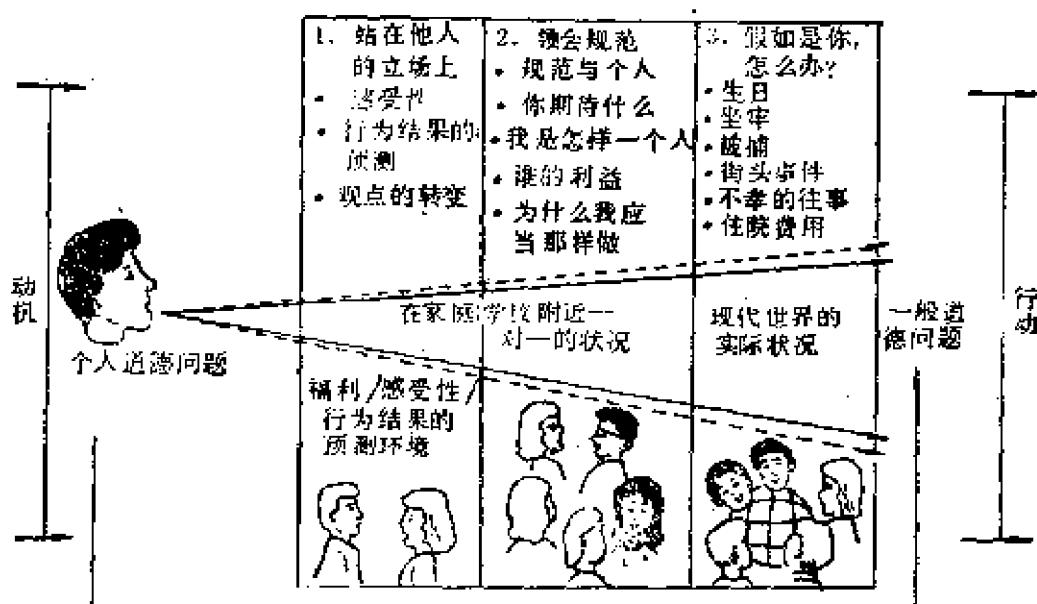 1. 站在他人
的立场上
• 感受性
• 行为结果的
预测
• 观点的转变
2. 领会规范
• 规范与个人
• 你期待什么
• 我是怎样一个人
• 谁的利益
• 为什么我应
当那样做
3. 假如是你,
怎么办?
• 生日
• 坐牢
• 被捕
• 街头事件
• 不幸的往事
• 住院费用
动
机
个人道德问题
在家庭学校附近一
对一的状况
现代世界的
实际状况
一般道
德问题
行
动
福利/感受性/
行为结果的
预测环境